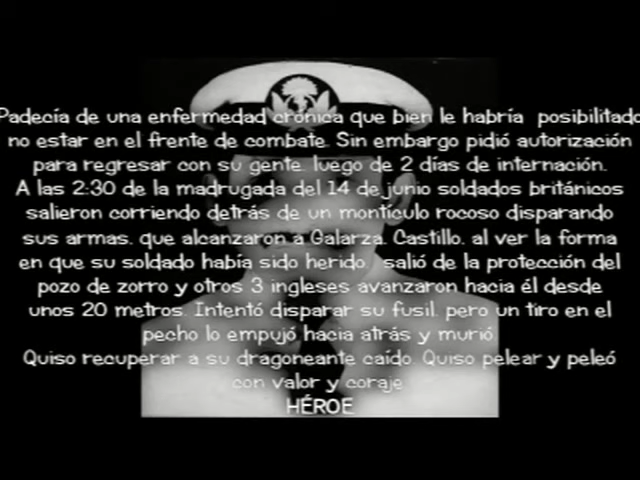 Padecía de una enfermedad crónica que bien le habría posibilitado
no estar en el frente de combate. Sin embargo pidió autorización
para regresar con su gente, luego de 2 días de internación.
A las 2:30 de la madrugada del 14 de junio soldados británicos
salieron corriendo detrás de un montículo rocoso disparando
sus armas, que alcanzaron a Galarza. Castillo, al ver la forma
en que su soldado había sido herido, salió de la protección del
pozo de zorro y otros 3 ingleses avanzaron hacia él desde
unos 20 metros. Intentó disparar su fusil, pero un tiro en el
pecho lo empujó hacia atrás y murió.
Quiso recuperar a su dragoneante caído. Quiso pelear y peleó
con valor y coraje.
HÉROE